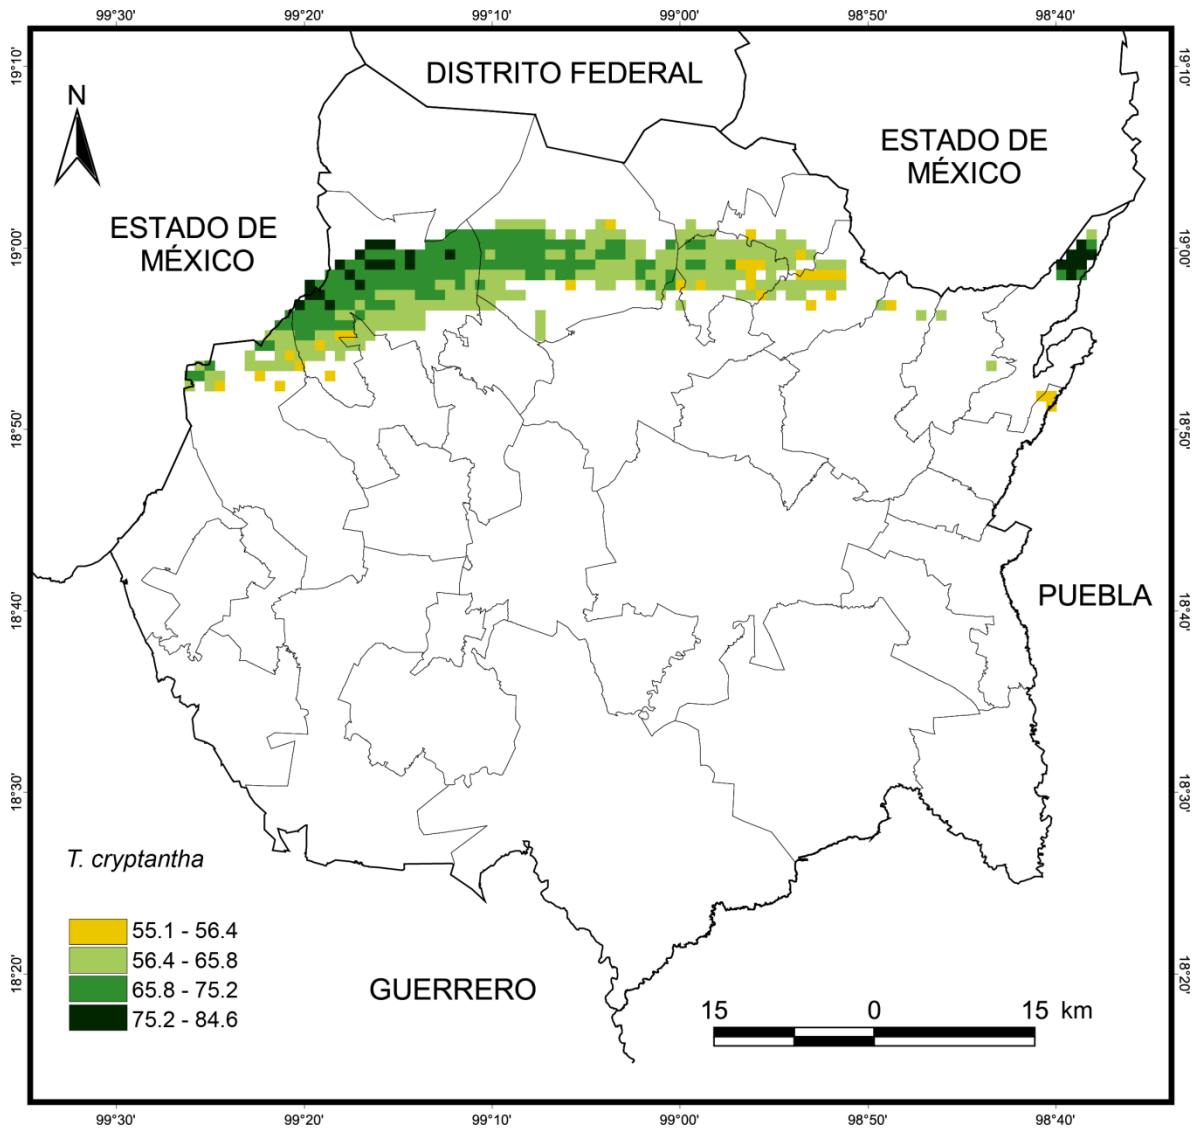 99°30' 99°20' 99°10' 99°00' 98°50' 98°40'
19°10' 19°10'
DISTRITO FEDERAL
N
ESTADO DE
MÉXICO
ESTADO DE
MÉXICO
19°00' 19°00'
18°50' 18°50'
PUEBLA
18°40' 18°40'
18°30' 18°30'
T. cryptantha
55.1 - 56.4
56.4 - 65.8
65.8 - 75.2
75.2 - 84.6
18°20' 18°20'
GUERRERO
15 0 15 km
99°30' 99°20' 99°10' 99°00' 98°50' 98°40'